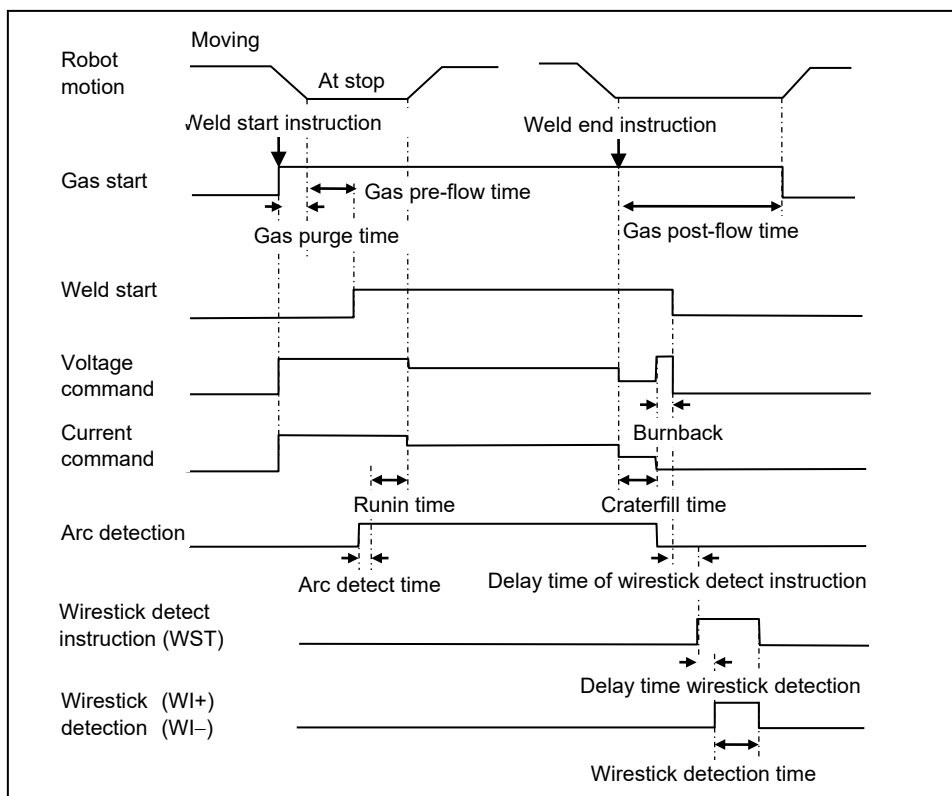 Moving
Robot
motion
At stop
Weld start instruction
Weld end instruction
Gas start
Gas pre-flow time
Gas purge time
Gas post-flow time
Weld start
Voltage
command
Burnback
Current
command
Runin time
Craterfill time
Arc detection
Arc detect time
Delay time of wirestick detect instruction
Wirestick detect
instruction (WST)
Delay time wirestick detection
Wirestick (WI+)
detection (WI−)
Wirestick detection time